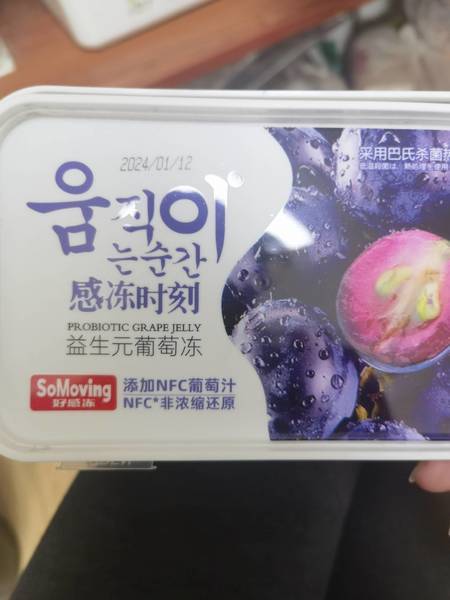 2024/01/12
움직이
는순간
感冻时刻
PROBIOTIC GRAPE JELLY
益生元葡萄冻
SoMoving
好感冻
添加NFC葡萄汁
NFC*非浓缩还原
采用巴氏杀菌热